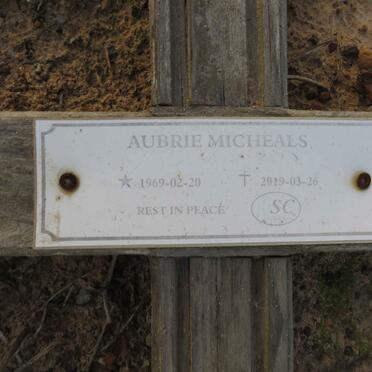 AUBRIE MICHEALS
★ 1969-02-20 † 2019-03-26
REST IN PEACE SC